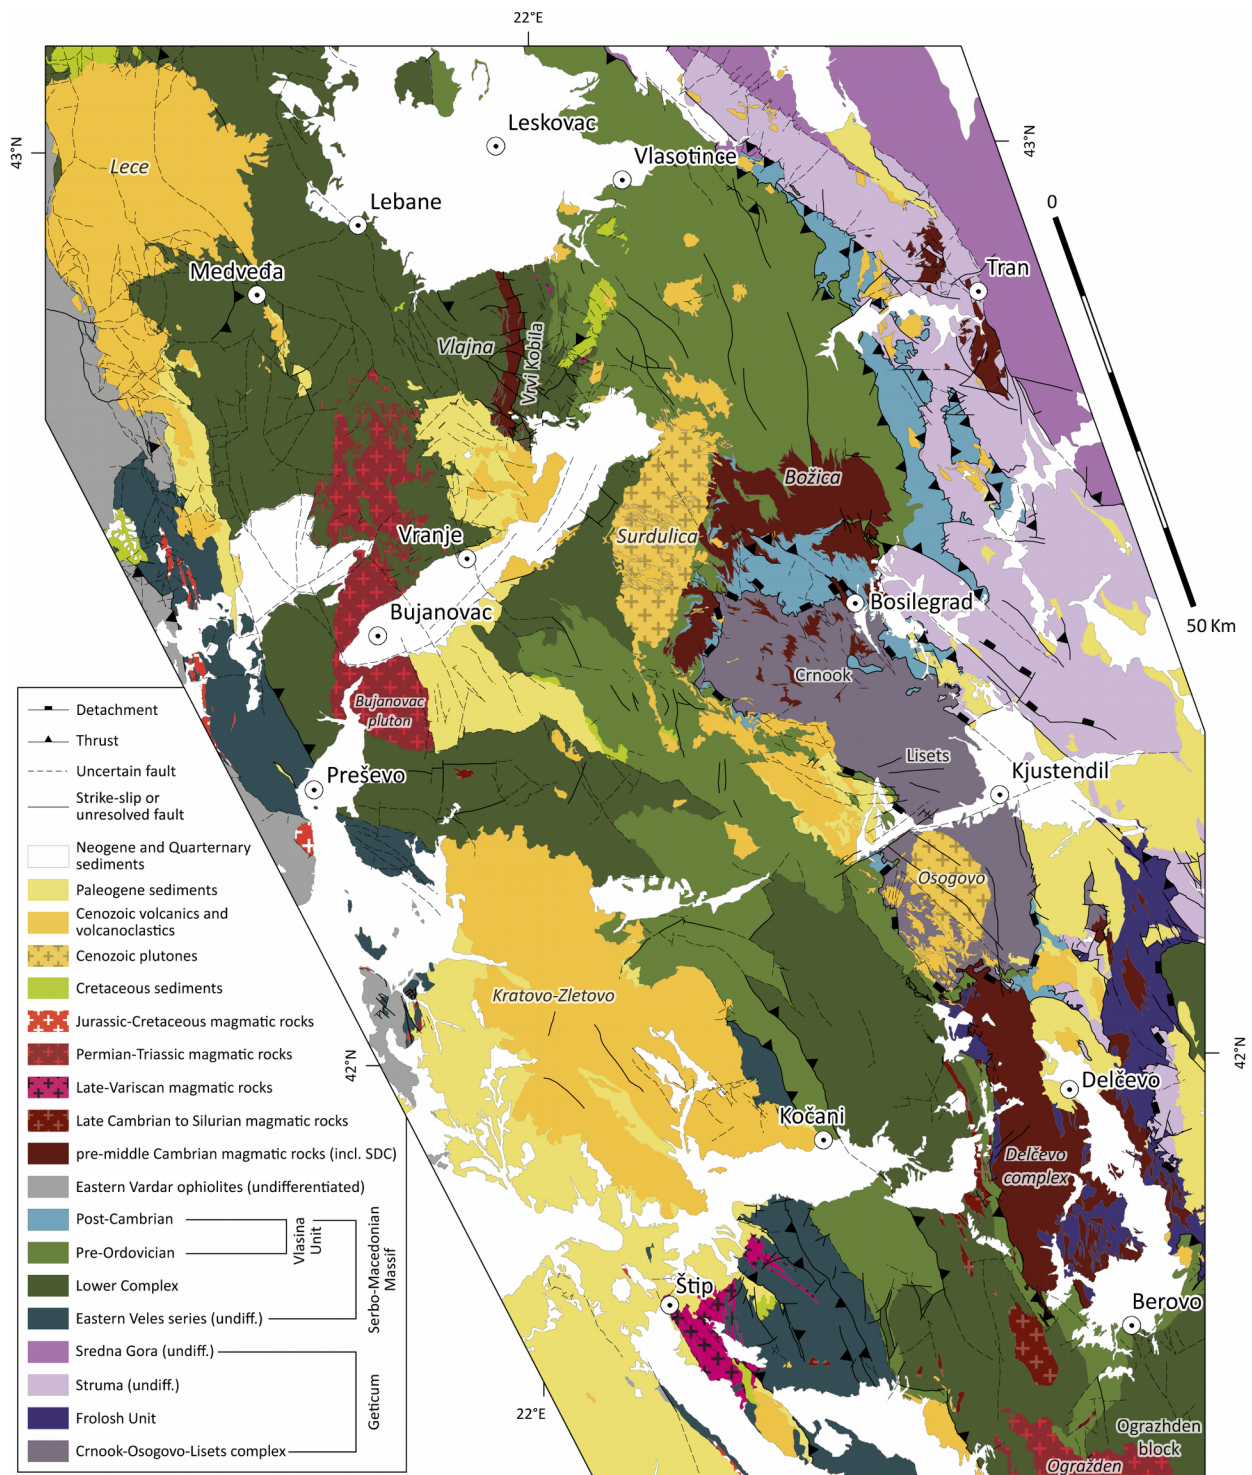 22°E
43°N
43°N
Leskovac
Vlasotince
Lece
Lebane
0
Medveđa
Tran
Vlajna
Vrvi Kobila
Božica
Surdulica
Vranje
Bujanovac
Bosilegrad
50 Km
Crnook
Bujanovac
pluton
Lisets
Preševo
Kjustendil
Osogovo
Kratovo-Zletovo
42°N
42°N
Delčevo
Kočani
Delčevo
complex
Štip
Berovo
22°E
Ograzhden
block
Ogražden
Detachment
Thrust
Uncertain fault
Strike-slip or
unresolved fault
Neogene and Quarternary
sediments
Paleogene sediments
Cenozoic volcanics and
volcanoclastics
Cenozoic plutones
Cretaceous sediments
Jurassic-Cretaceous magmatic rocks
Permian-Triassic magmatic rocks
Late-Variscan magmatic rocks
Late Cambrian to Silurian magmatic rocks
pre-middle Cambrian magmatic rocks (incl. SDC)
Eastern Vardar ophiolites (undifferentiated)
Post-Cambrian
Pre-Ordovician
Vlasina
Unit
Lower Complex
Eastern Veles series (undiff.)
Serbo-Macedonian
Massif
Sredna Gora (undiff.)
Struma (undiff.)
Frolosh Unit
Crnook-Osogovo-Lisets complex
Geticum